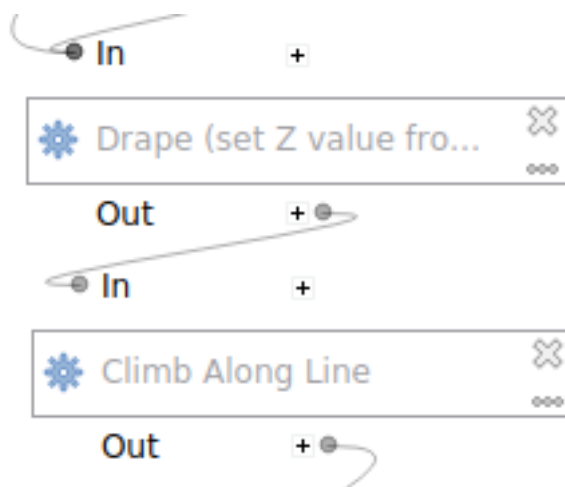 In
Drape (set Z value fro...
Out
In
Climb Along Line
Out